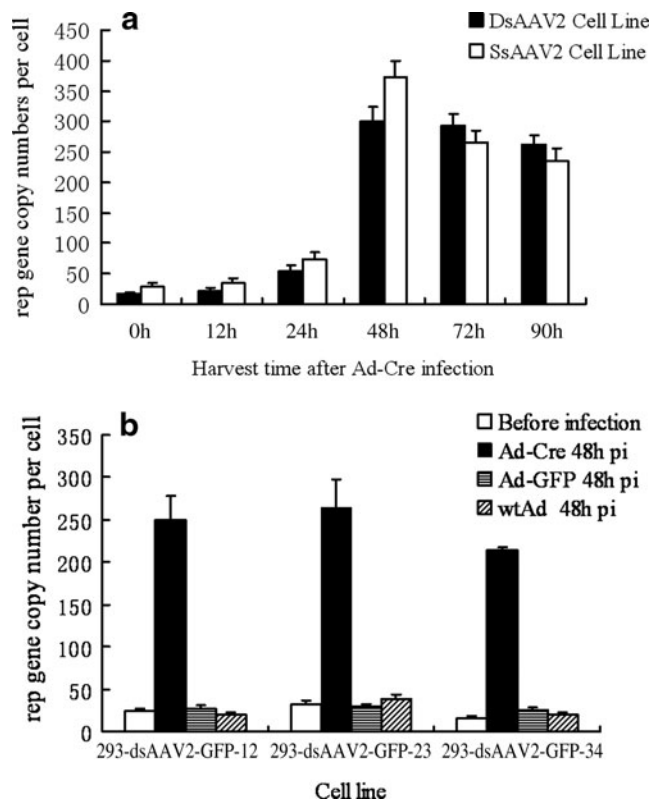 a
DsAAV2 Cell Line
SsAAV2 Cell Line
rep gene copy numbers per cell
450
400
350
300
250
200
150
100
50
0
0h 12h 24h 48h 72h 90h
Harvest time after Ad-Cre infection
b
Before infection
Ad-Cre 48h pi
Ad-GFP 48h pi
wtAd 48h pi
rep gene copy number per cell
350
300
250
200
150
100
50
0
293-dsAAV2-GFP-12 293-dsAAV2-GFP-23 293-dsAAV2-GFP-34
Cell line